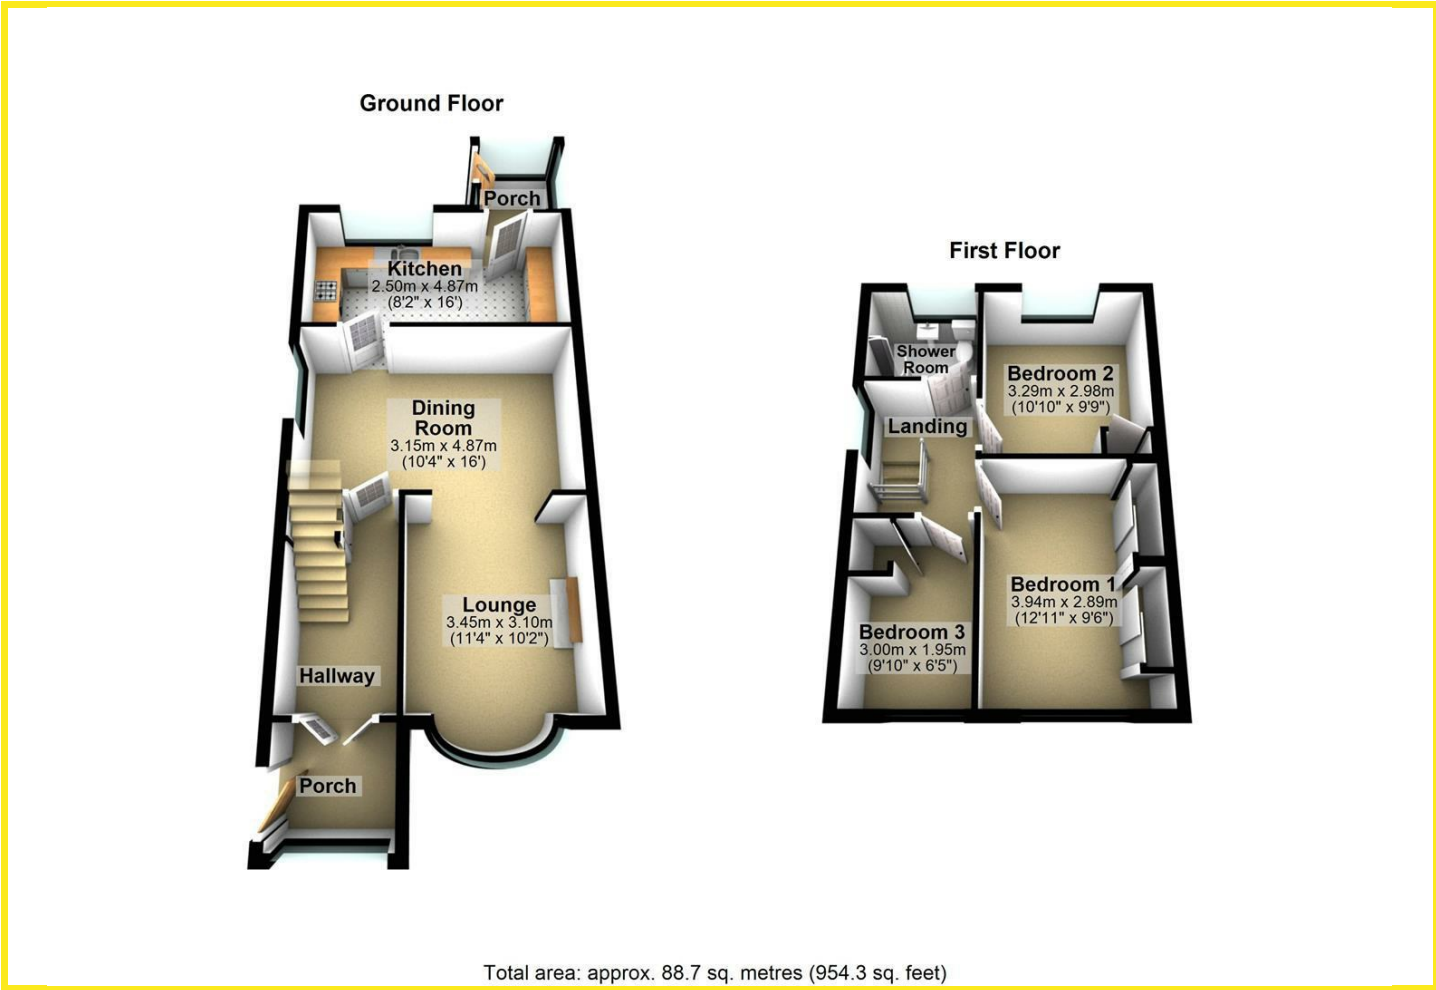 Ground Floor
Porch
Kitchen
2.50m x 4.87m
(8'2" x 16')
Dining
Room
3.15m x 4.87m
(10'4" x 16')
Lounge
3.45m x 3.10m
(11'4" x 10'2")
Hallway
Porch
First Floor
Shower
Room
Bedroom 2
3.29m x 2.98m
(10'10" x 9'9")
Landing
Bedroom 1
3.94m x 2.89m
(12'11" x 9'6")
Bedroom 3
3.00m x 1.95m
(9'10" x 6'5")
Total area: approx. 88.7 sq. metres (954.3 sq. feet)